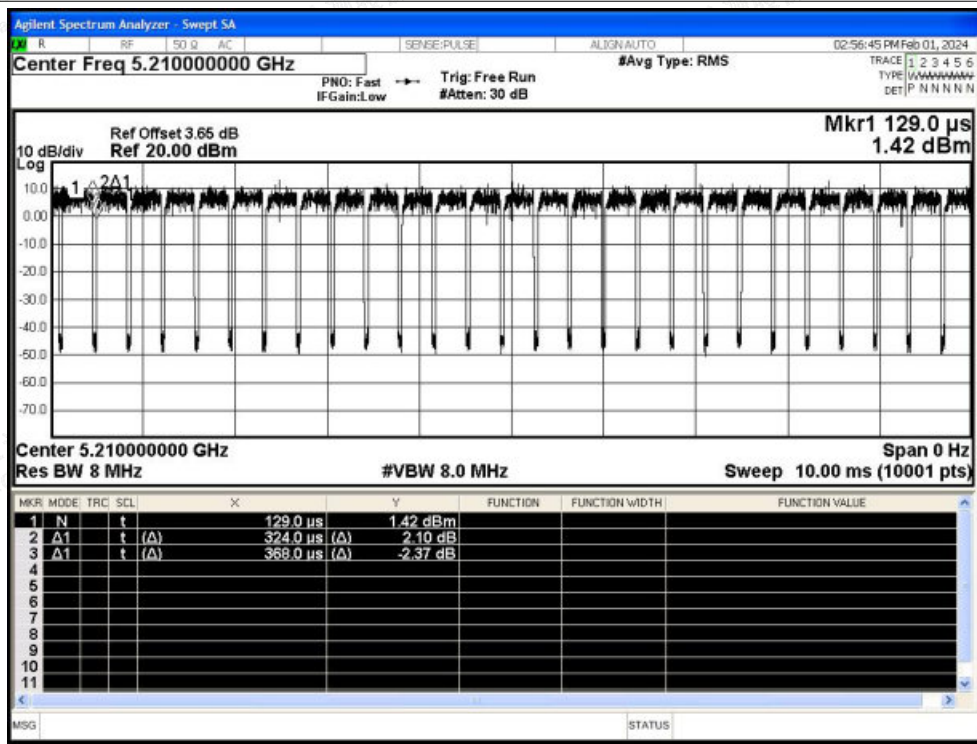 Agilent Spectrum Analyzer - Swept SA
LXI R RF 50 Ω AC SENSE:PULSE ALIGN AUTO 02:56:45 PM Feb 01, 2024
Center Freq 5.210000000 GHz
#Avg Type: RMS
TRACE 1 2 3 4 5 6
PNO: Fast
Trig: Free Run
TYPE
IFGain:Low
#Atten: 30 dB
DET P N N N N N
Mkr1 129.0 µs
Ref Offset 3.65 dB
10 dB/div Ref 20.00 dBm
1.42 dBm
Log
10.0
1
2Δ1
0.00
-10.0
-20.0
-30.0
-40.0
-50.0
-60.0
-70.0
Center 5.210000000 GHz Span 0 Hz
Res BW 8 MHz #VBW 8.0 MHz Sweep 10.00 ms (10001 pts)
MKR MODE TRC SCL X Y FUNCTION FUNCTION WIDTH FUNCTION VALUE
1 N t 129.0 µs 1.42 dBm
2 Δ1 t (Δ) 324.0 µs (Δ) 2.10 dB
3 Δ1 t (Δ) 368.0 µs (Δ) -2.37 dB
4
5
6
7
8
9
10
11
MSG STATUS